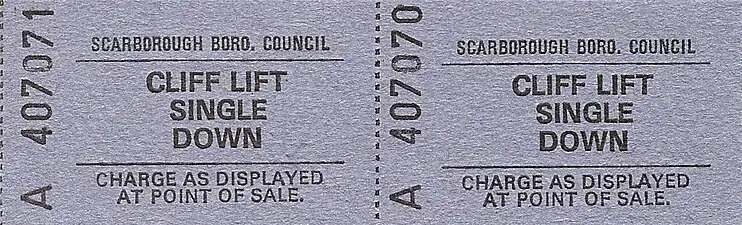 A 407071
SCARBOROUGH BORO. COUNCIL
CLIFF LIFT
SINGLE
DOWN
CHARGE AS DISPLAYED
AT POINT OF SALE.
A 407070
SCARBOROUGH BORO. COUNCIL
CLIFF LIFT
SINGLE
DOWN
CHARGE AS DISPLAYED
AT POINT OF SALE.